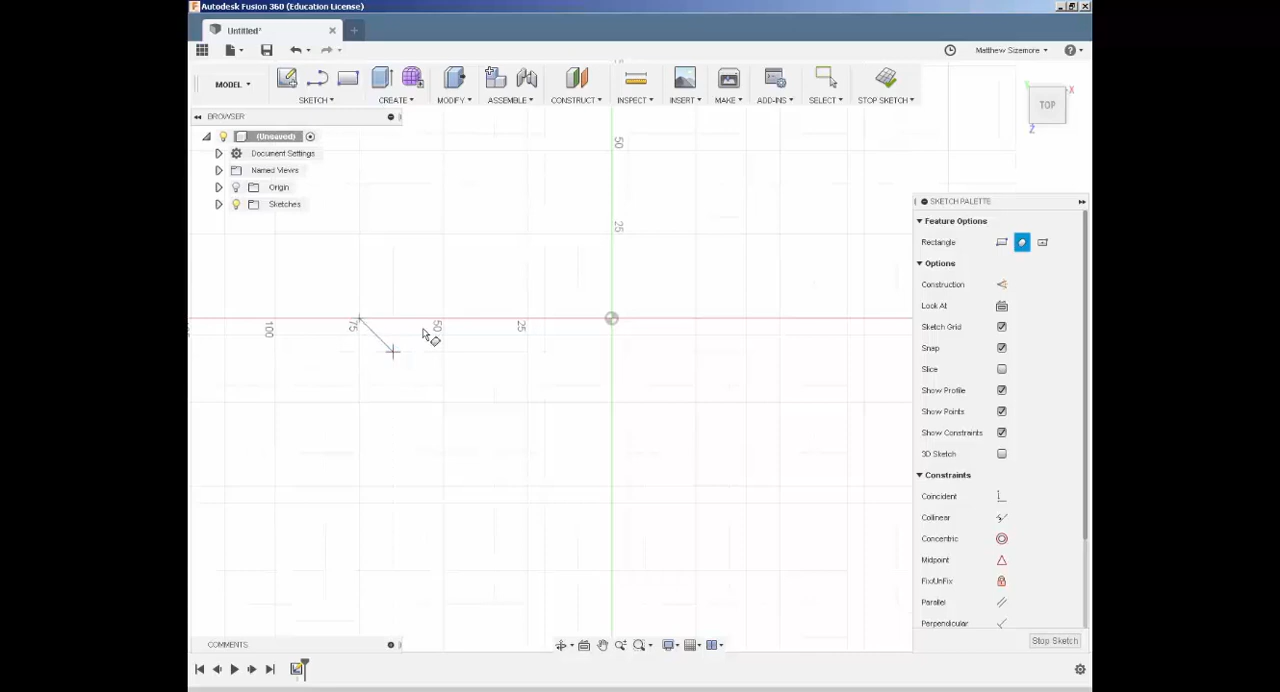 Autodesk Fusion 360 (Education License)
Untitled*
Matthew Sizemore
MODEL
SKETCH
CREATE
MODIFY
ASSEMBLE
CONSTRUCT
INSPECT
INSERT
MAKE
ADD-INS
SELECT
STOP SKETCH
BROWSER
(Unsaved)
Document Settings
Named Views
Origin
Sketches
TOP
X
Z
50
25
100
75
50
25
SKETCH PALETTE
Feature Options
Rectangle
Options
Construction
Look At
Sketch Grid
Snap
Slice
Show Profile
Show Points
Show Constraints
3D Sketch
Constraints
Coincident
Collinear
Concentric
Midpoint
Fix/UnFix
Parallel
Perpendicular
Stop Sketch
COMMENTS